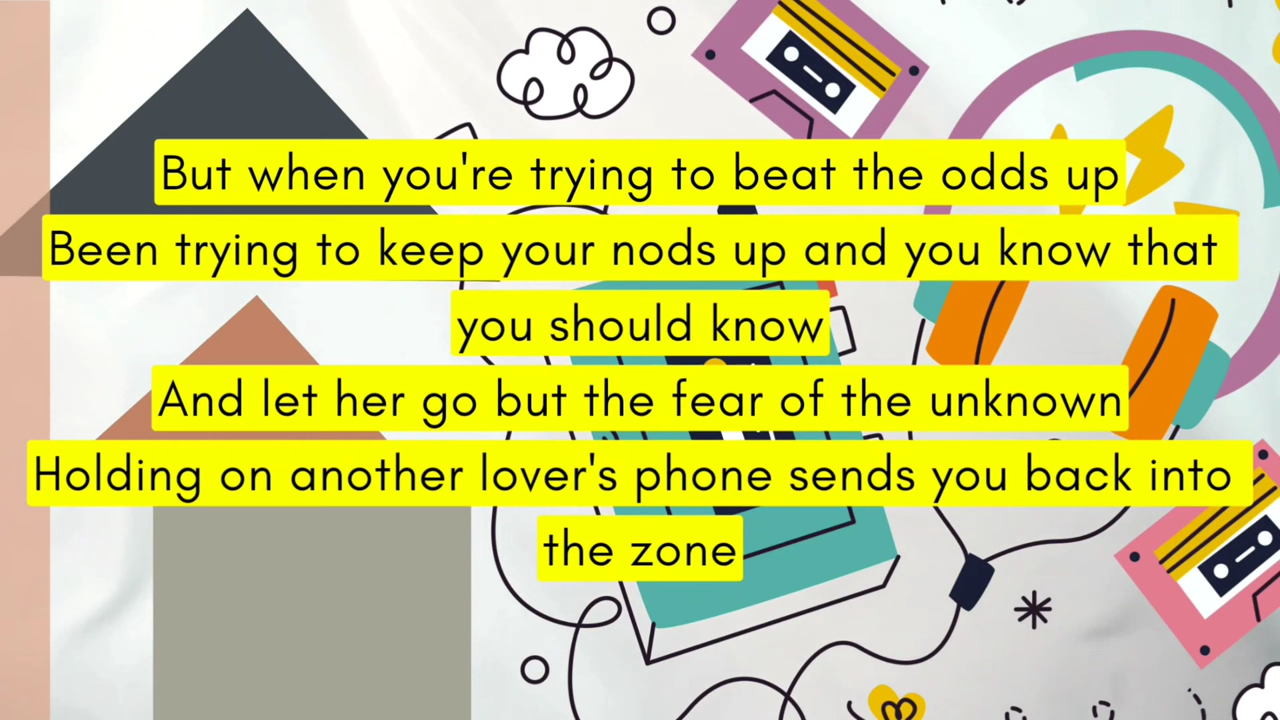 But when you're trying to beat the odds up
Been trying to keep your nods up and you know that
you should know
And let her go but the fear of the unknown
Holding on another lover's phone sends you back into
the zone